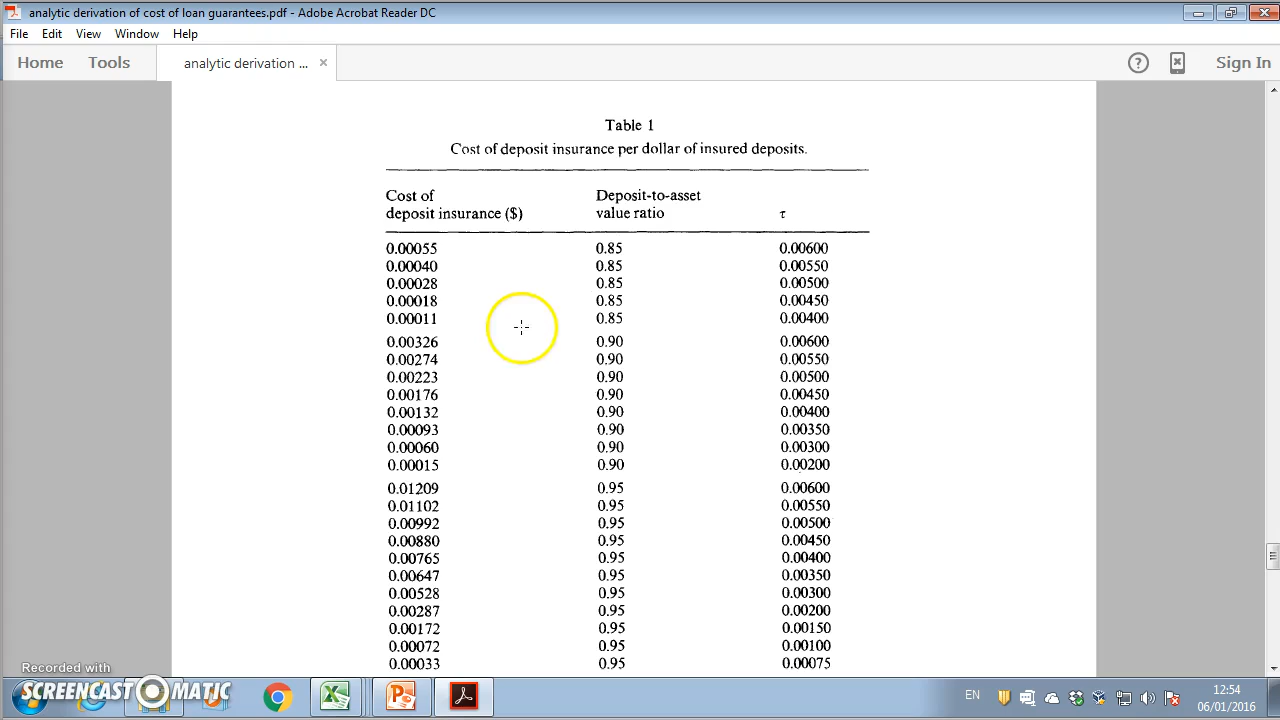 analytic derivation of cost of loan guarantees.pdf - Adobe Acrobat Reader DC
File Edit View Window Help
Home Tools analytic derivation ... × ? Sign In
Table 1
Cost of deposit insurance per dollar of insured deposits.
Cost of Deposit-to-asset
deposit insurance ($) value ratio τ
0.00055 0.85 0.00600
0.00040 0.85 0.00550
0.00028 0.85 0.00500
0.00018 0.85 0.00450
0.00011 0.85 0.00400
0.00326 0.90 0.00600
0.00274 0.90 0.00550
0.00223 0.90 0.00500
0.00176 0.90 0.00450
0.00132 0.90 0.00400
0.00093 0.90 0.00350
0.00060 0.90 0.00300
0.00015 0.90 0.00200
0.01209 0.95 0.00600
0.01102 0.95 0.00550
0.00992 0.95 0.00500
0.00880 0.95 0.00450
0.00765 0.95 0.00400
0.00647 0.95 0.00350
0.00528 0.95 0.00300
0.00287 0.95 0.00200
0.00172 0.95 0.00150
0.00072 0.95 0.00100
0.00033 0.95 0.00075
Recorded with
SCREENCAST MATIC
EN 12:54
06/01/2016